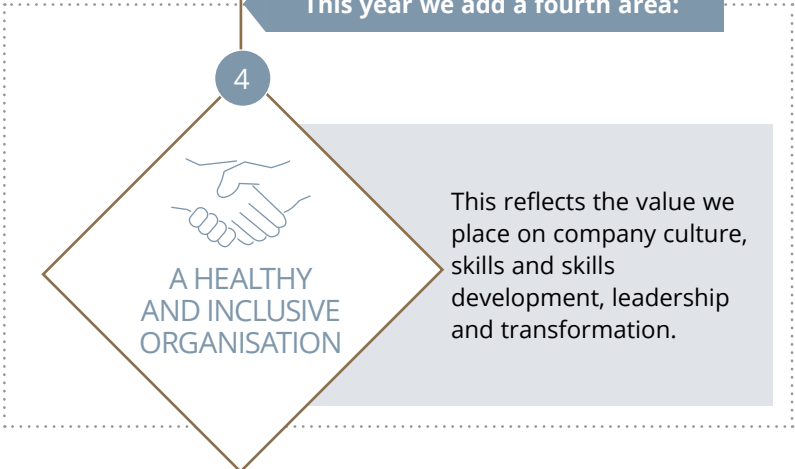 This year we add a fourth area:
4
A HEALTHY
AND INCLUSIVE
ORGANISATION
This reflects the value we
place on company culture,
skills and skills
development, leadership
and transformation.